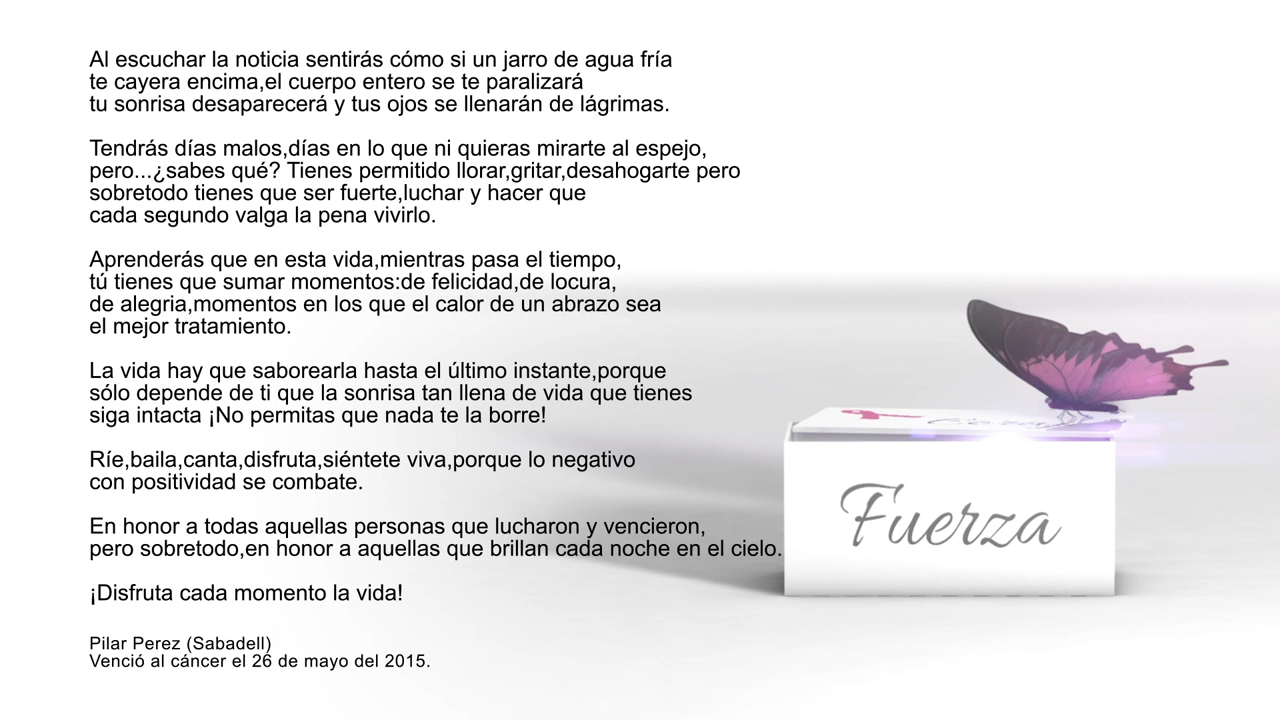 Al escuchar la noticia sentirás cómo si un jarro de agua fría
te cayera encima,el cuerpo entero se te paralizará
tu sonrisa desaparecerá y tus ojos se llenarán de lágrimas.
Tendrás días malos,días en lo que ni quieras mirarte al espejo,
pero...¿sabes qué? Tienes permitido llorar,gritar,desahogarte pero
sobretodo tienes que ser fuerte,luchar y hacer que
cada segundo valga la pena vivirlo.
Aprenderás que en esta vida,mientras pasa el tiempo,
tú tienes que sumar momentos:de felicidad,de locura,
de alegria,momentos en los que el calor de un abrazo sea
el mejor tratamiento.
La vida hay que saborearla hasta el último instante,porque
sólo depende de ti que la sonrisa tan llena de vida que tienes
siga intacta ¡No permitas que nada te la borre!
Ríe,baila,canta,disfruta,siéntete viva,porque lo negativo
con positividad se combate.
En honor a todas aquellas personas que lucharon y vencieron,
pero sobretodo,en honor a aquellas que brillan cada noche en el cielo.
¡Disfruta cada momento la vida!
Pilar Perez (Sabadell)
Venció al cáncer el 26 de mayo del 2015.
Fuerza